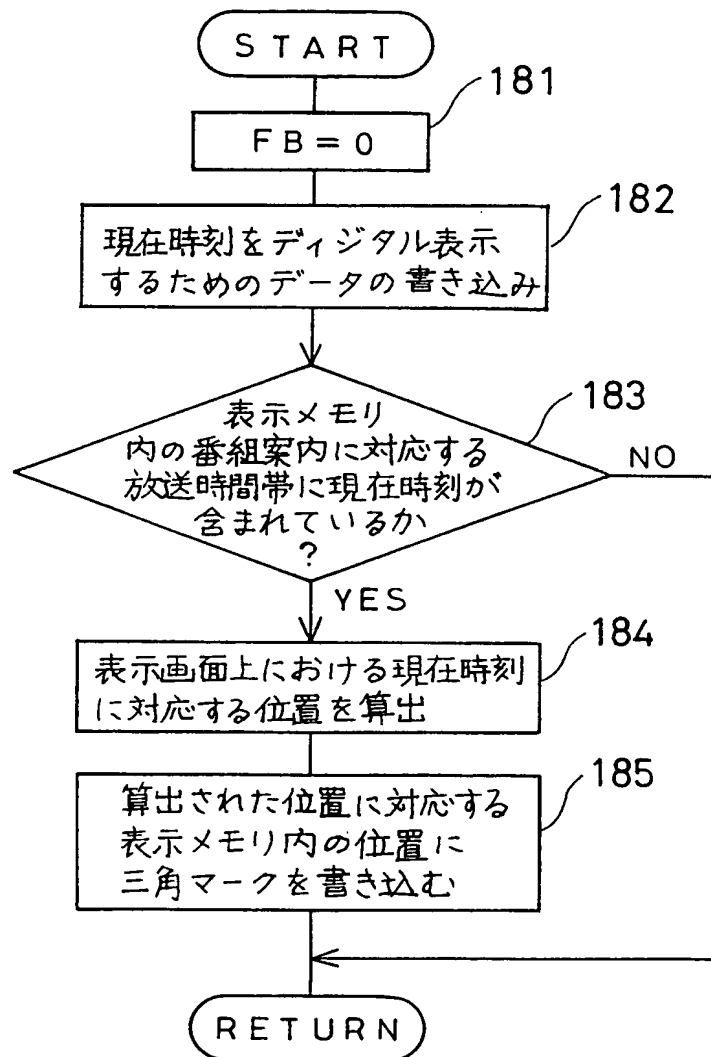 START
181
FB=0
182
現在時刻をディジタル表示
するためのデータの書き込み
183
表示メモリ
内の番組案内に対応する
放送時間帯に現在時刻が
含まれているか
?
NO
YES
184
表示画面上における現在時刻
に対応する位置を算出
185
算出された位置に対応する
表示メモリ内の位置に
三角マークを書き込む
RETURN